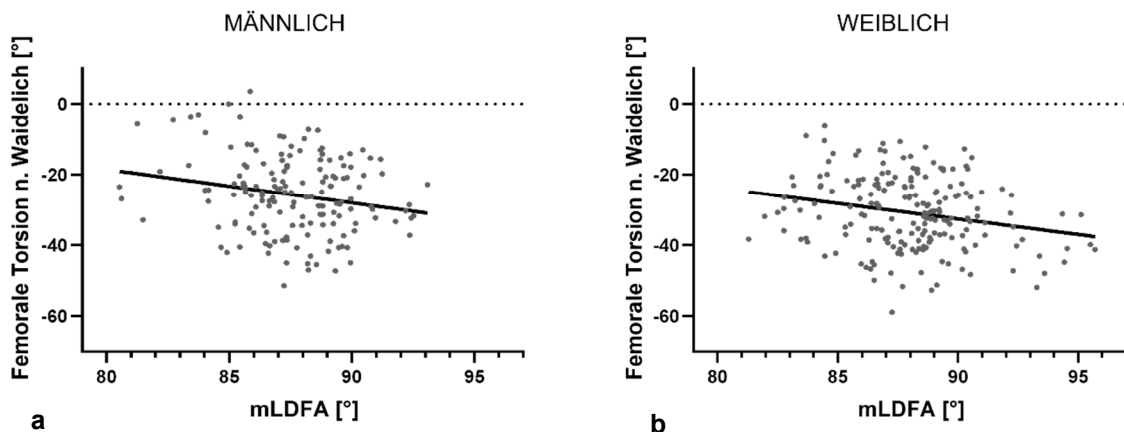 MÄNNLICH
Femorale Torsion n. Waidelich [°]
0
-20
-40
-60
80
85
90
95
mLDFA [°]
a
WEIBLICH
Femorale Torsion n. Waidelich [°]
0
-20
-40
-60
80
85
90
95
mLDFA [°]
b